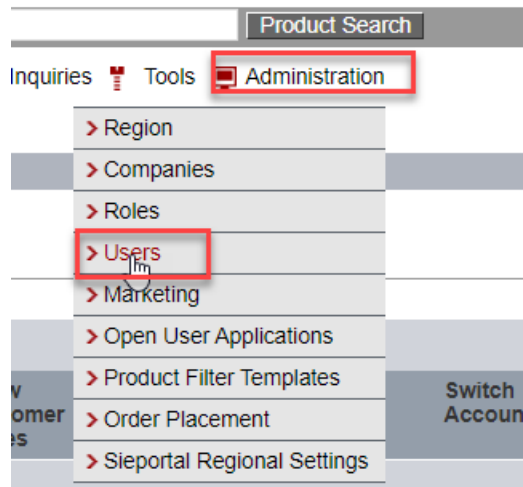 Product Search
Inquiries Tools Administration
Region
Companies
Roles
Users
Marketing
Open User Applications
Product Filter Templates
Order Placement
Sieportal Regional Settings
Switch